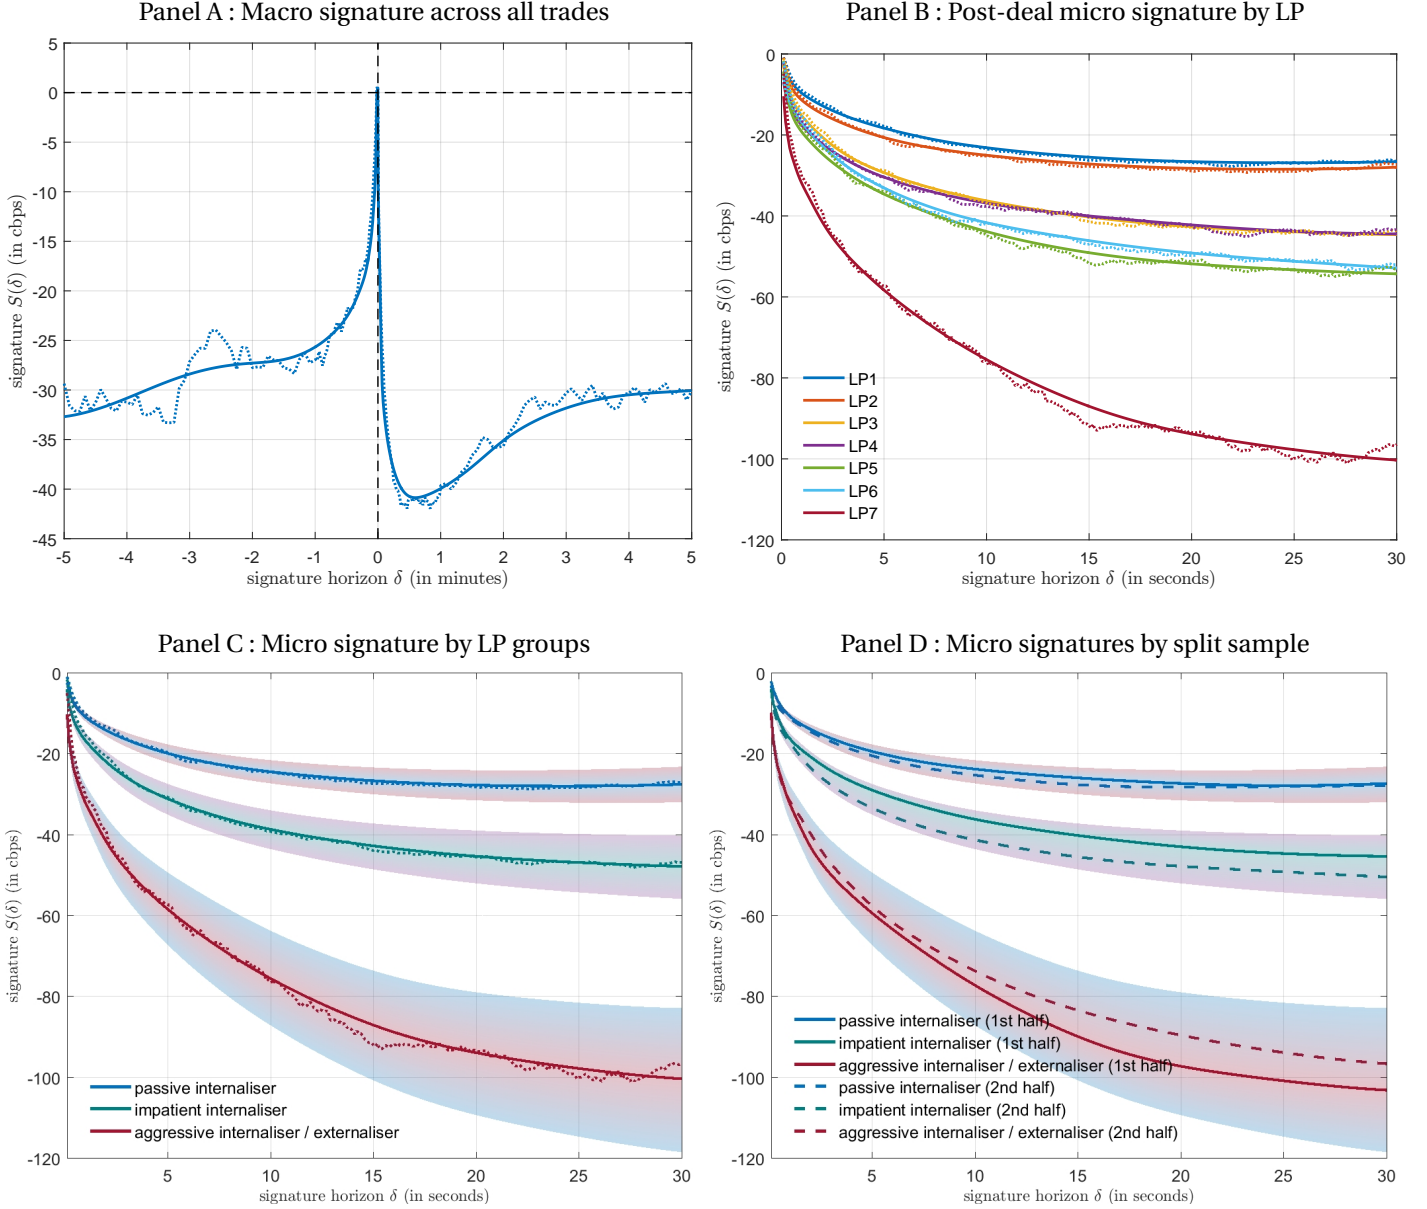 Panel A : Macro signature across all trades
5
0
-5
-10
-15
-20
-25
-30
-35
-40
-45
signature S(δ) (in cbps)
-5 -4 -3 -2 -1 0 1 2 3 4 5
signature horizon δ (in minutes)
Panel B : Post-deal micro signature by LP
0
-20
-40
-60
-80
-100
-120
signature S(δ) (in cbps)
LP1
LP2
LP3
LP4
LP5
LP6
LP7
0 5 10 15 20 25 30
signature horizon δ (in seconds)
Panel C : Micro signature by LP groups
0
-20
-40
-60
-80
-100
-120
signature S(δ) (in cbps)
passive internaliser
impatient internaliser
aggressive internaliser / externaliser
5 10 15 20 25 30
signature horizon δ (in seconds)
Panel D : Micro signatures by split sample
0
-20
-40
-60
-80
-100
-120
signature S(δ) (in cbps)
passive internaliser (1st half)
impatient internaliser (1st half)
aggressive internaliser / externaliser (1st half)
passive internaliser (2nd half)
impatient internaliser (2nd half)
aggressive internaliser / externaliser (2nd half)
5 10 15 20 25 30
signature horizon δ (in seconds)